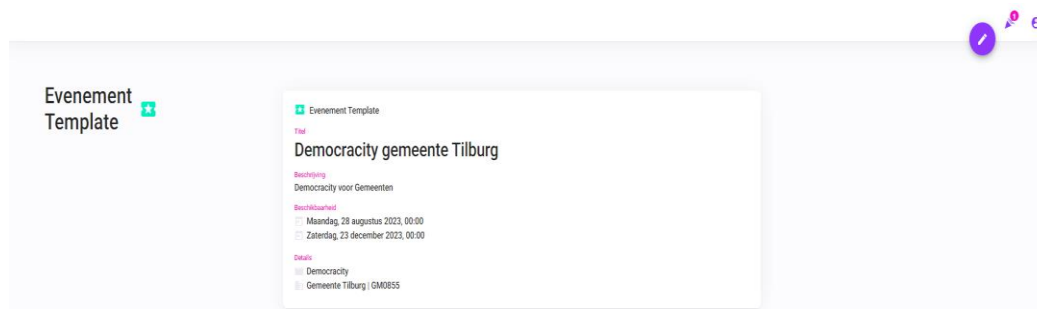 Evenement
Template
Evenement Template
Titel
Democracity gemeente Tilburg
Beschrijving
Democracity voor Gemeenten
Beschikbaarheid
Maandag, 28 augustus 2023, 00:00
Zaterdag, 23 december 2023, 00:00
Details
Democracity
Gemeente Tilburg | GM0855